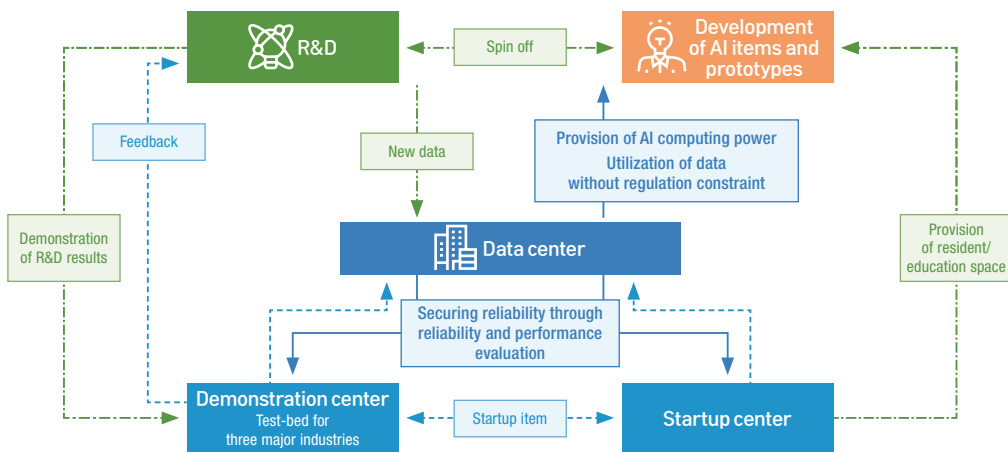 R&D
Spin off
Development
of AI items and
prototypes
Feedback
New data
Provision of AI computing power
Utilization of data
without regulation constraint
Demonstration
of R&D results
Data center
Provision
of resident/
education space
Securing reliability through
reliability and performance
evaluation
Demonstration center
Test-bed for
three major industries
Startup item
Startup center